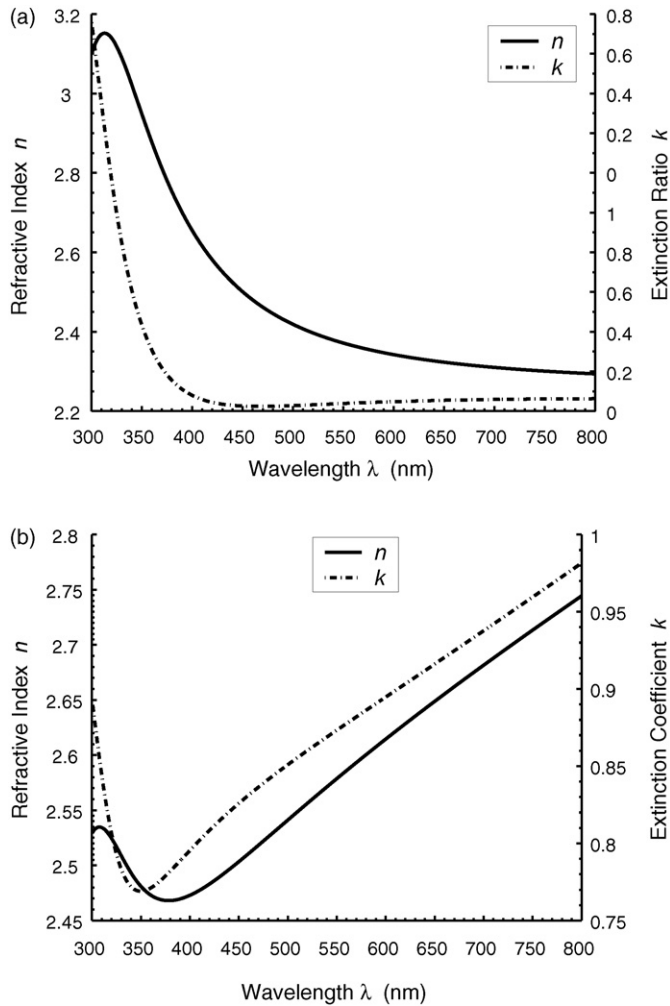 (a)
n
k
3.2
3
2.8
2.6
2.4
2.2
Refractive Index n
0.8
0.6
0.4
0.2
0
1
0.8
0.6
0.4
0.2
0
Extinction Ratio k
300 350 400 450 500 550 600 650 700 750 800
Wavelength λ (nm)
(b)
n
k
2.8
2.75
2.7
2.65
2.6
2.55
2.5
2.45
Refractive Index n
1
0.95
0.9
0.85
0.8
0.75
Extinction Coefficient k
300 350 400 450 500 550 600 650 700 750 800
Wavelength λ (nm)